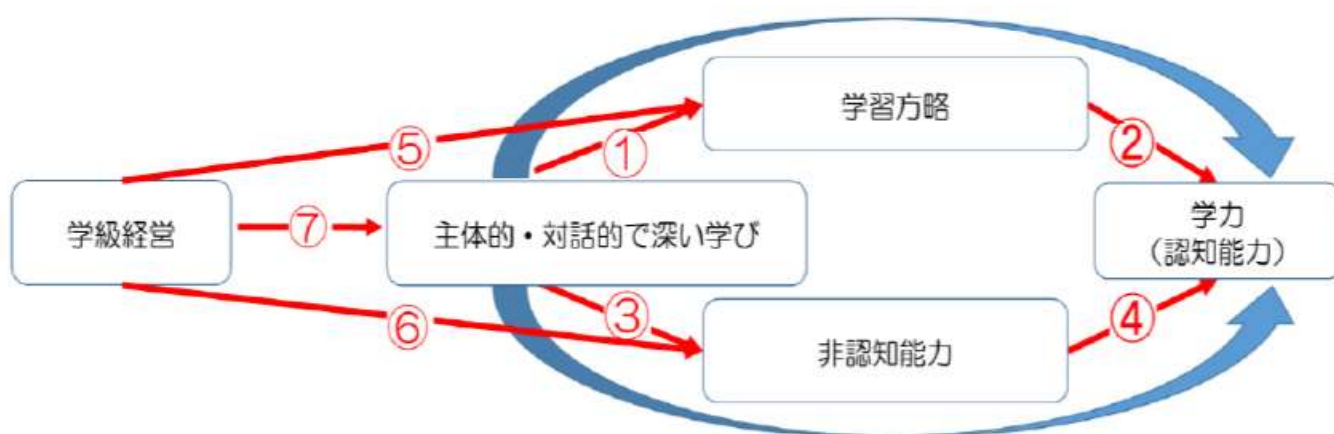 学習方略
⑤
①
②
学級経営
⑦
主体的・対話的で深い学び
学力
（認知能力）
⑥
③
④
非認知能力